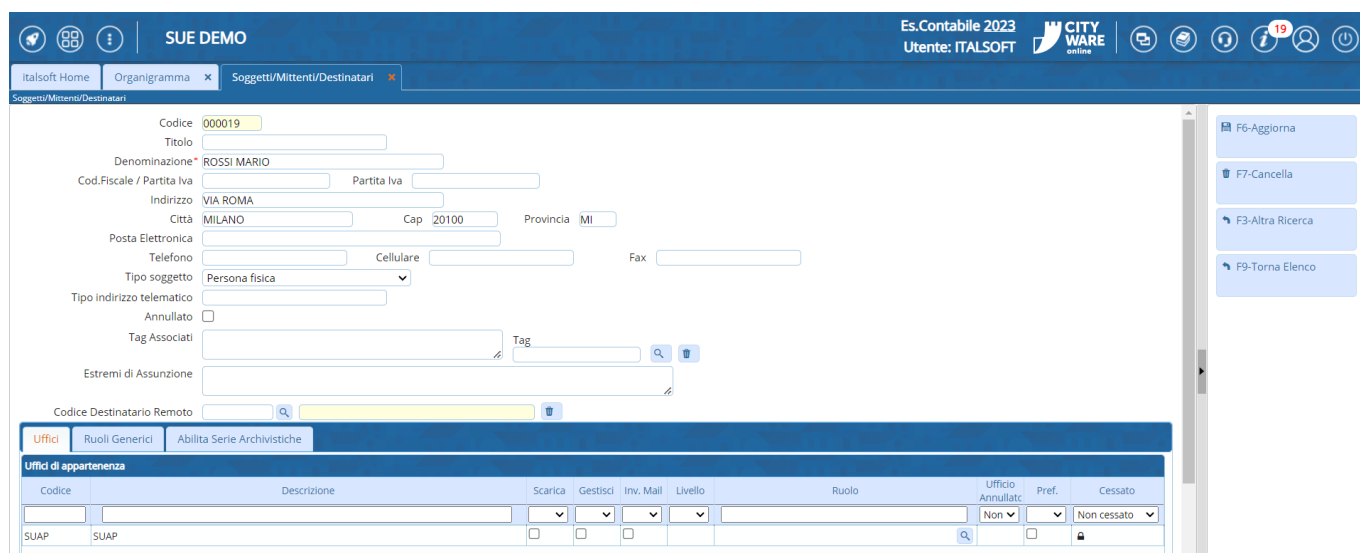 SUE DEMO
Es.Contabile 2023
Utente: ITALSOFT
CITY WARE online
19
italsoft Home Organigramma × Soggetti/Mittenti/Destinatari ×
Soggetti/Mittenti/Destinatari
Codice 000019
Titolo
Denominazione* ROSSI MARIO
Cod.Fiscale / Partita Iva Partita Iva
Indirizzo VIA ROMA
Città MILANO Cap 20100 Provincia MI
Posta Elettronica
Telefono Cellulare Fax
Tipo soggetto Persona fisica
Tipo indirizzo telematico
Annullato
Tag Associati Tag
Estremi di Assunzione
Codice Destinatario Remoto
F6-Aggiorna
F7-Cancella
F3-Altra Ricerca
F9-Torna Elenco
Uffici Ruoli Generici Abilita Serie Archivistiche
Uffici di appartenenza
Codice Descrizione Scarica Gestisci Inv. Mail Livello Ruolo Ufficio Annullatc Pref. Cessato
Non Non cessato
SUAP SUAP